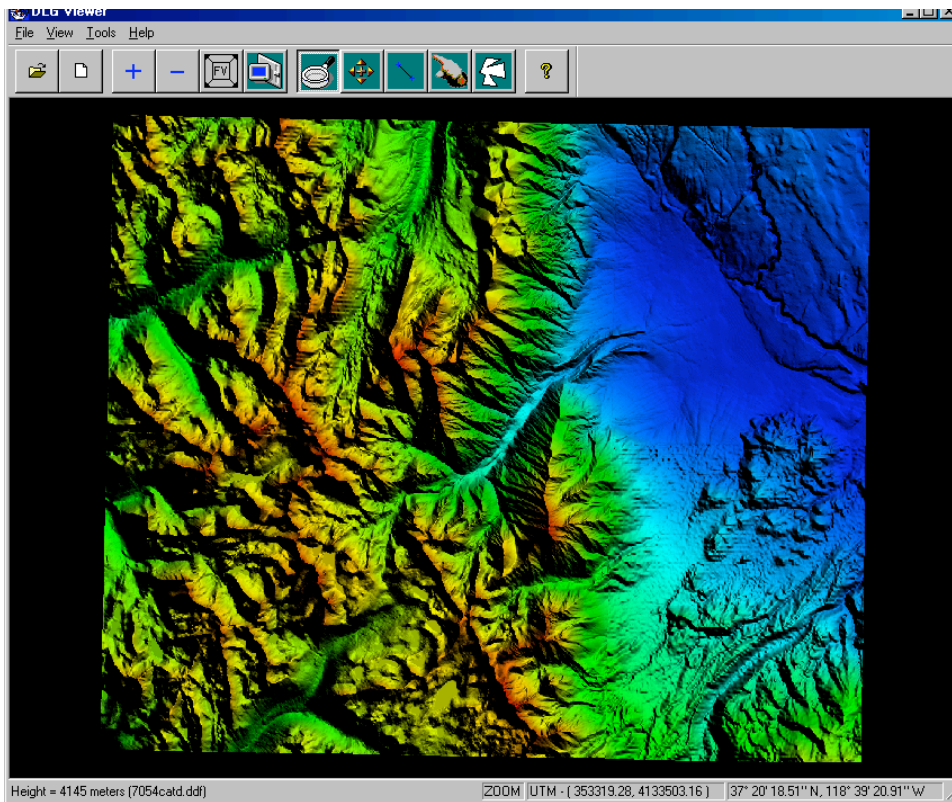 DLG Viewer
File View Tools Help
FV
Height = 4145 meters (7054catd.ddf)
ZOOM
UTM - ( 353319.28, 4133503.16 )
37° 20' 18.51'' N, 118° 39' 20.91'' W